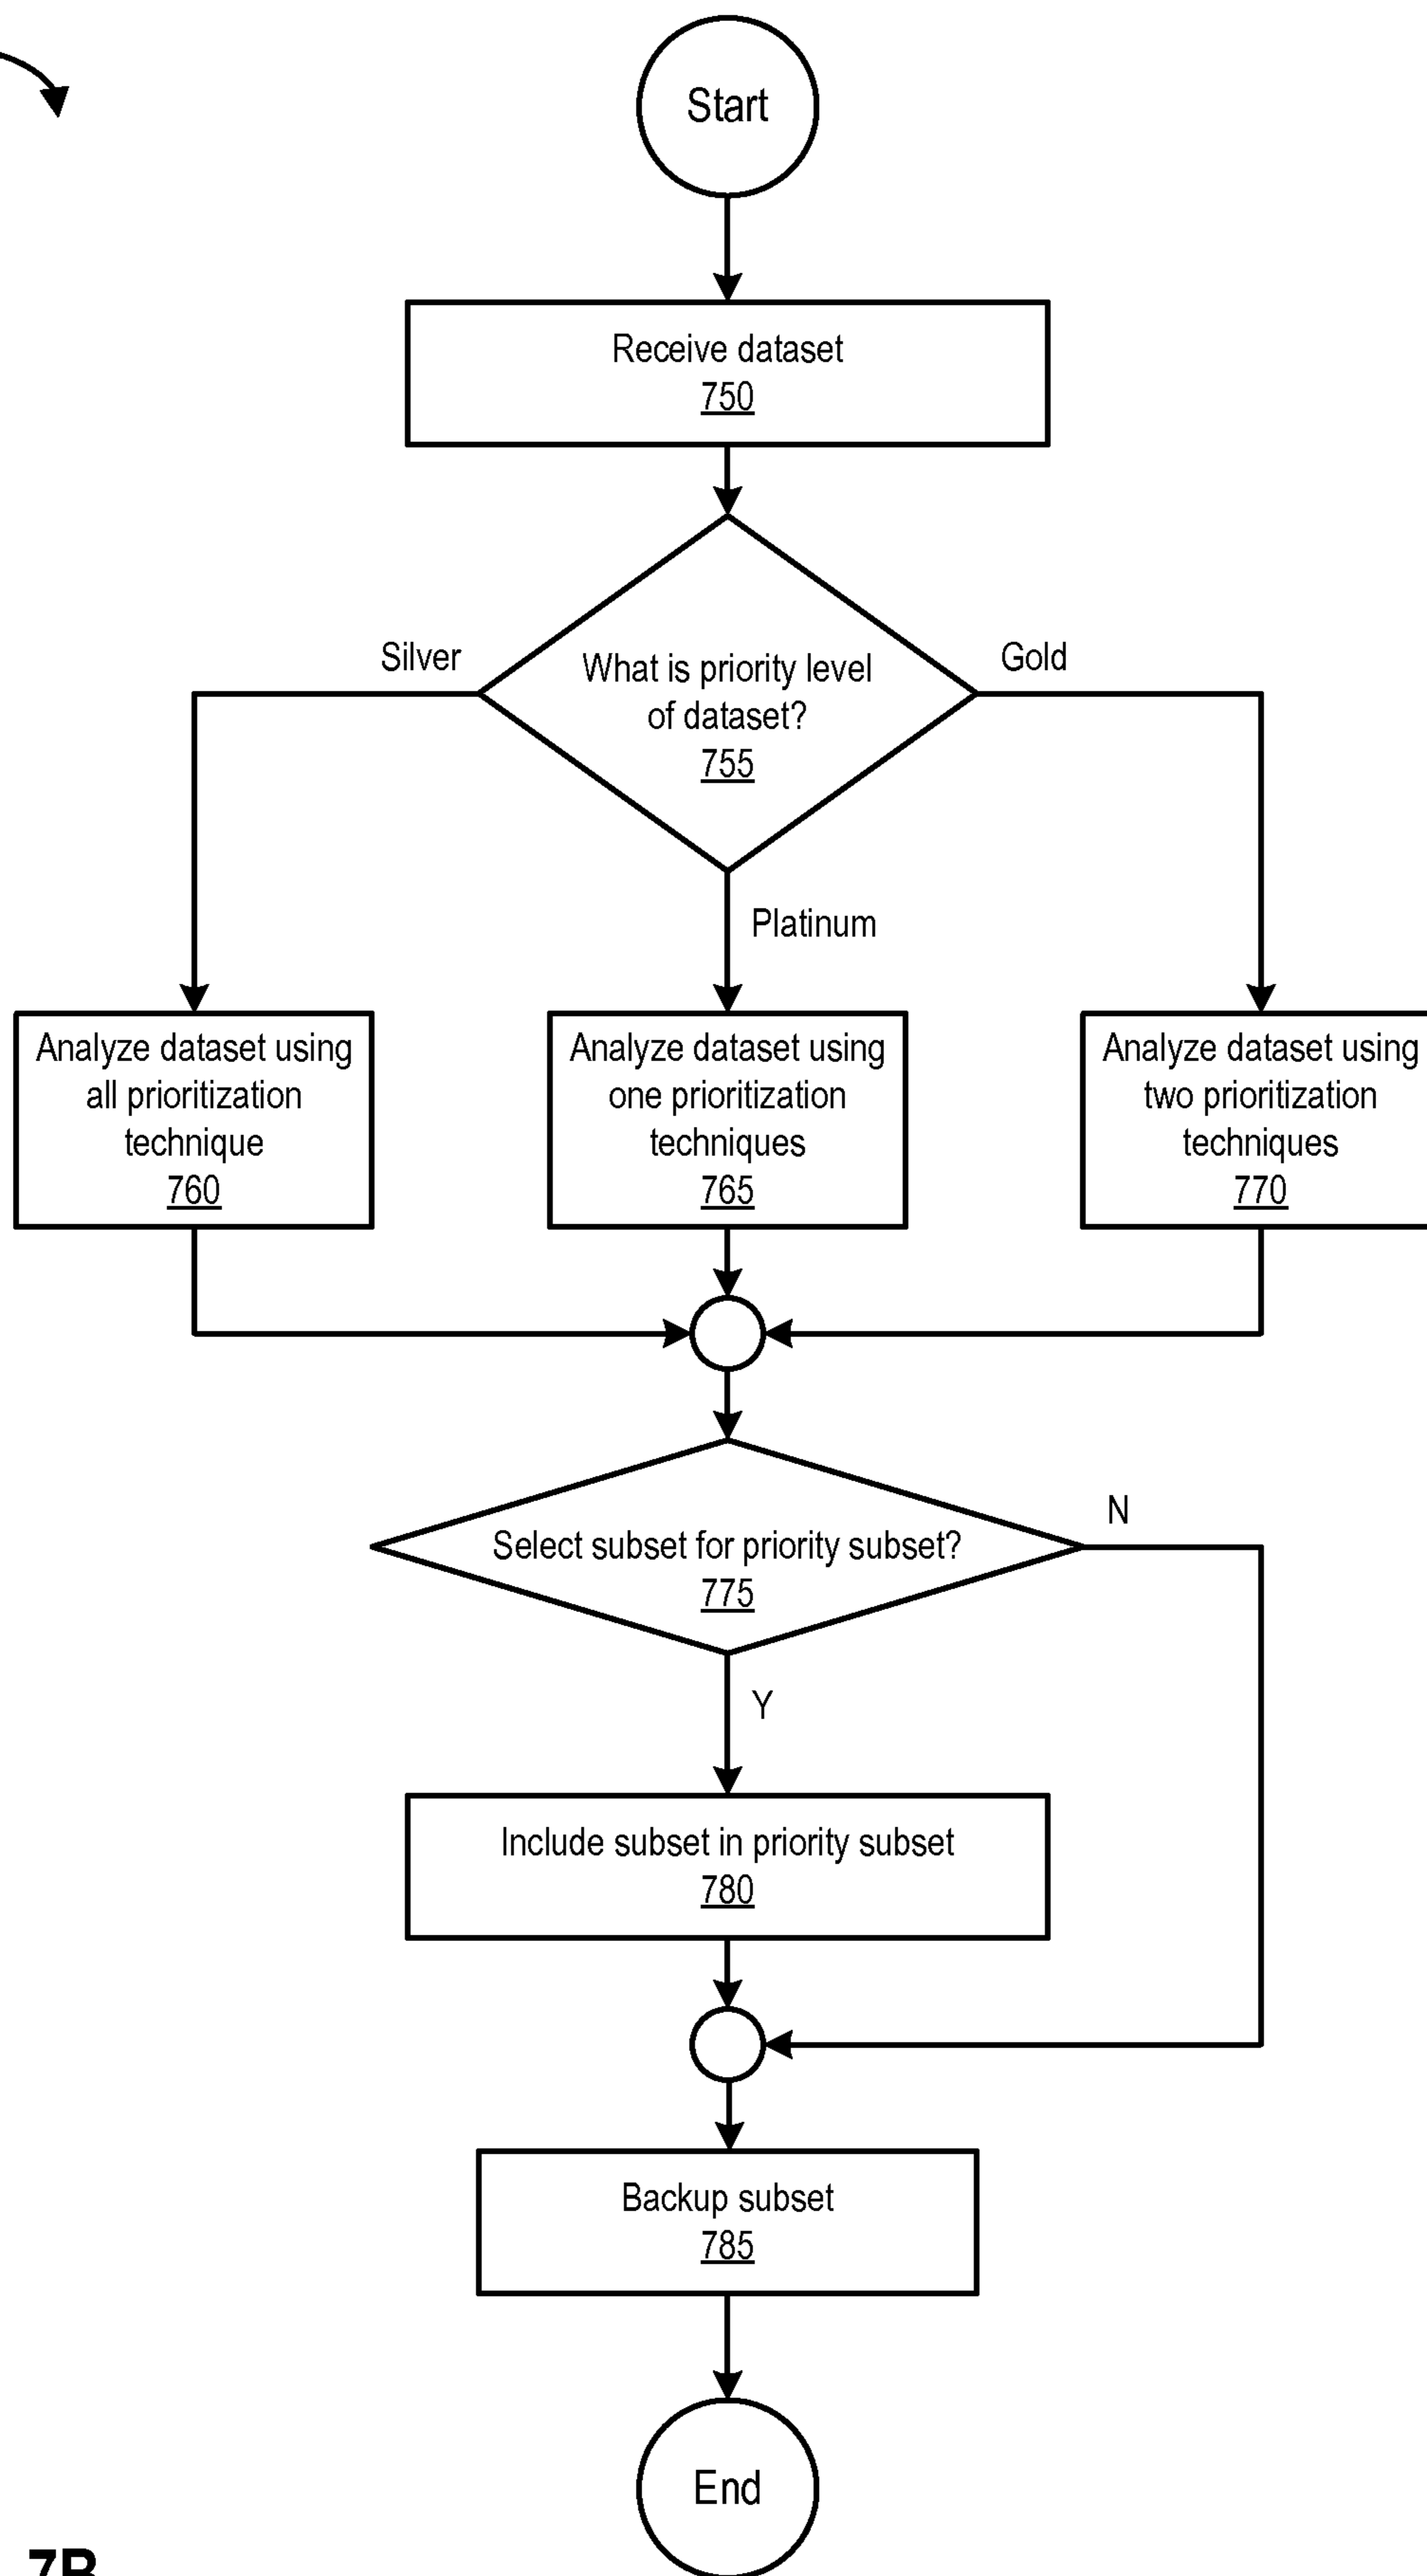 Start
Receive dataset
750
What is priority level
of dataset?
755
Silver
Gold
Platinum
Analyze dataset using
all prioritization
technique
760
Analyze dataset using
one prioritization
techniques
765
Analyze dataset using
two prioritization
techniques
770
Select subset for priority subset?
775
N
Y
Include subset in priority subset
780
Backup subset
785
End
7B